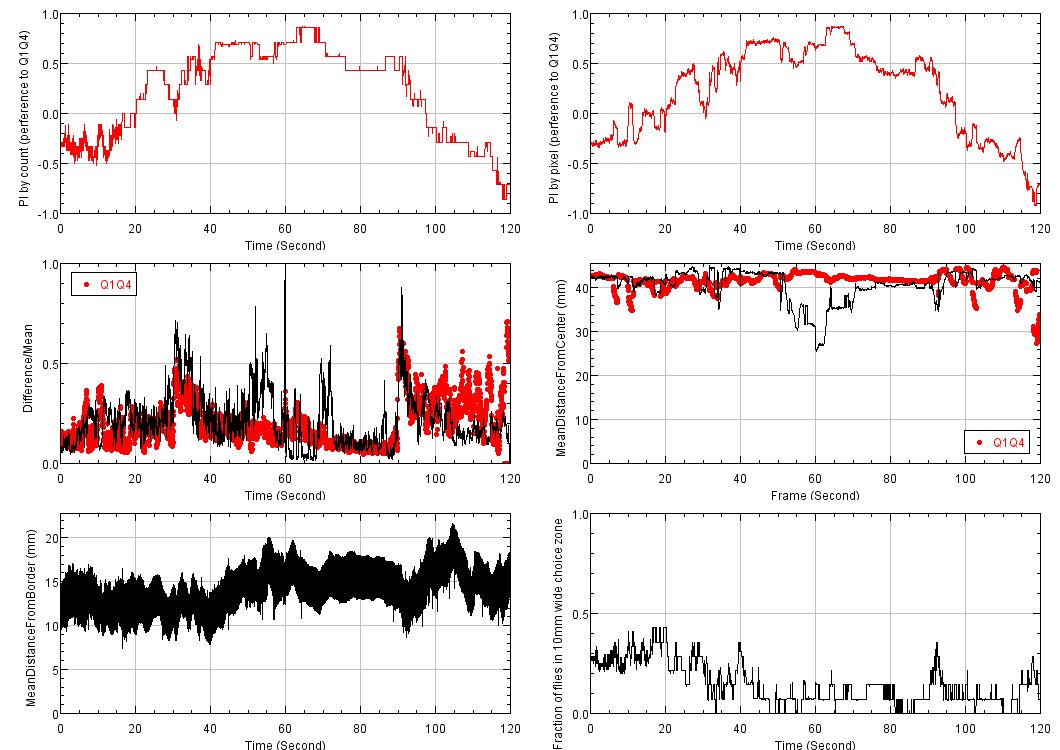 PI by count (perference to Q1Q4)
1.0
0.5
0.0
-0.5
-1.0
0 20 40 60 80 100 120
Time (Second)
PI by pixel (perference to Q1Q4)
1.0
0.5
0.0
-0.5
-1.0
0 20 40 60 80 100 120
Time (Second)
Difference/Mean
1.0
0.5
0.0
Q1Q4
0 20 40 60 80 100 120
Time (Second)
MeanDistanceFromCenter (mm)
40
30
20
10
0
Q1Q4
0 20 40 60 80 100 120
Frame (Second)
MeanDistanceFromBorder (mm)
20
15
10
5
0
0 20 40 60 80 100 120
Time (Second)
Fraction of flies in 10mm wide choice zone
1.0
0.5
0.0
0 20 40 60 80 100 120
Time (Second)